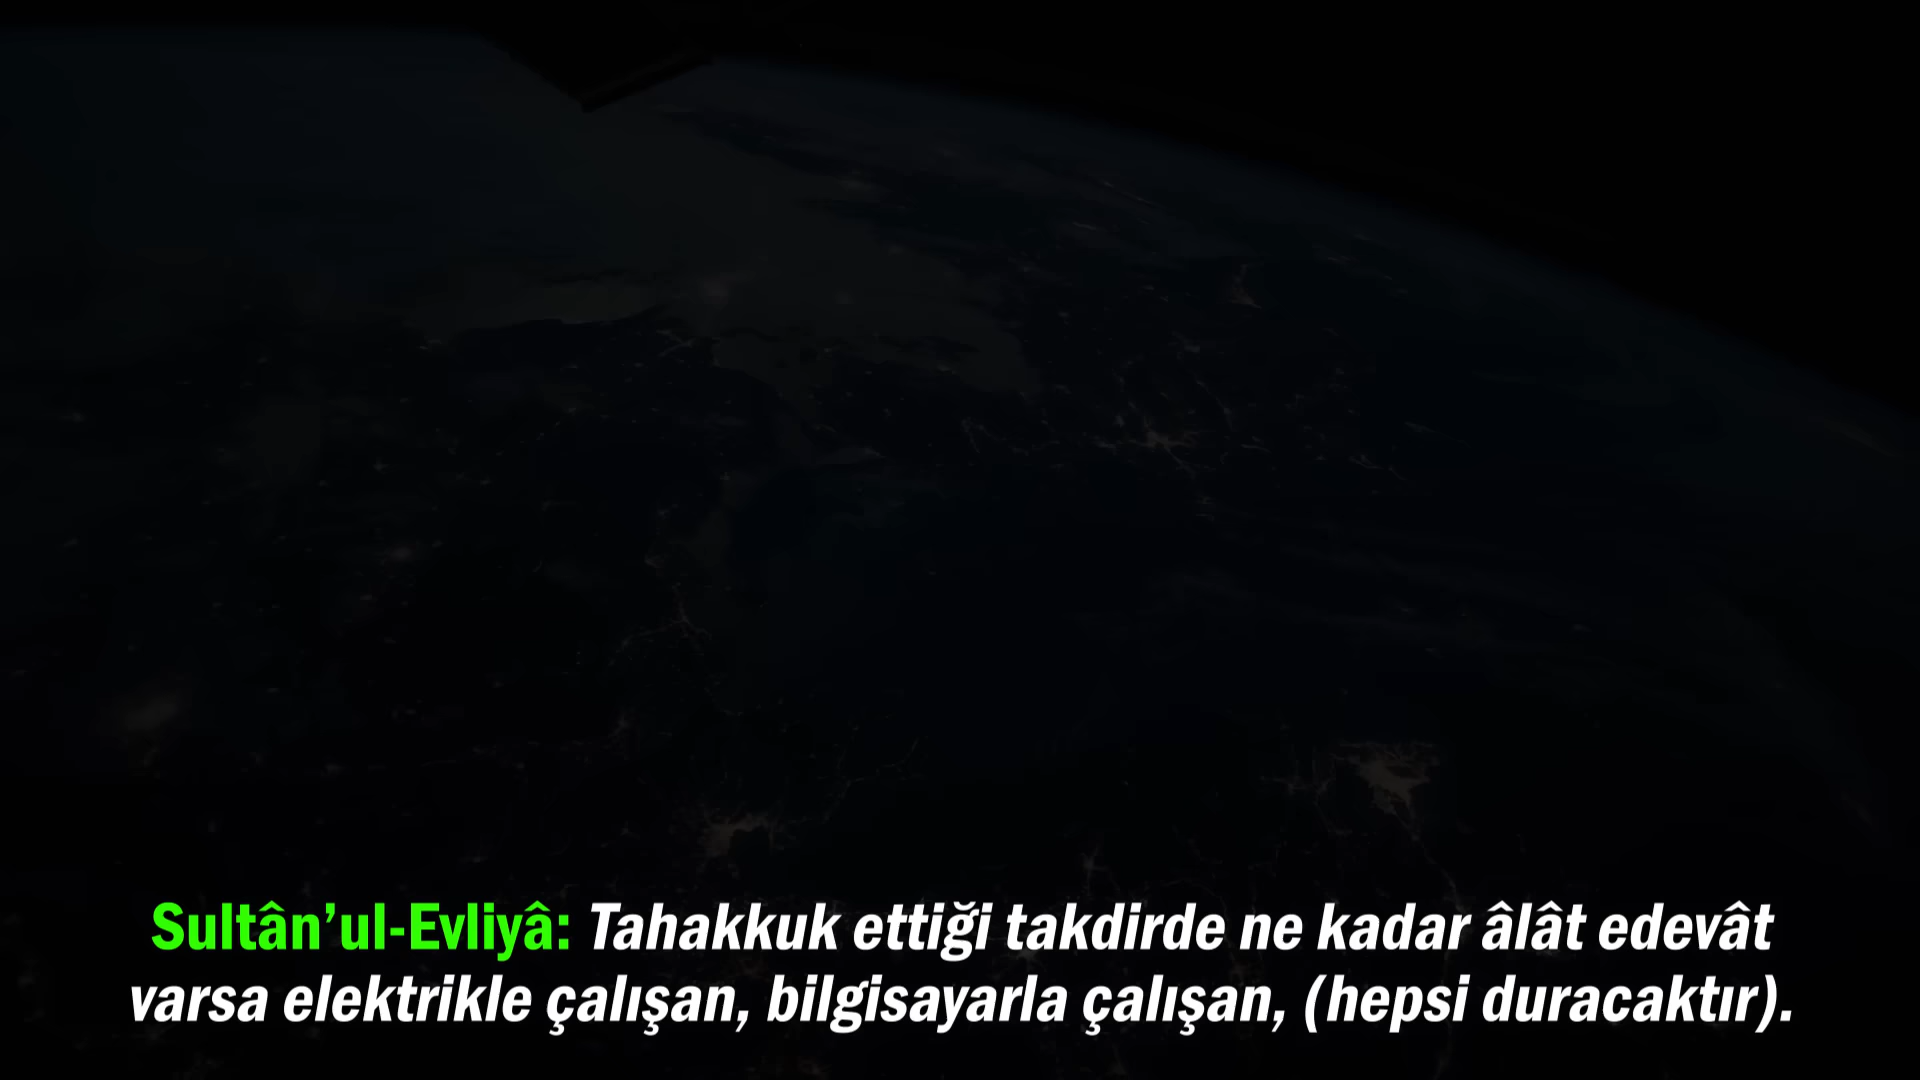 Sultân’ul-Evliyâ: Tahakkuk ettiği takdirde ne kadar âlât edevât
varsa elektrikle çalışan, bilgisayarla çalışan, (hepsi duracaktır).